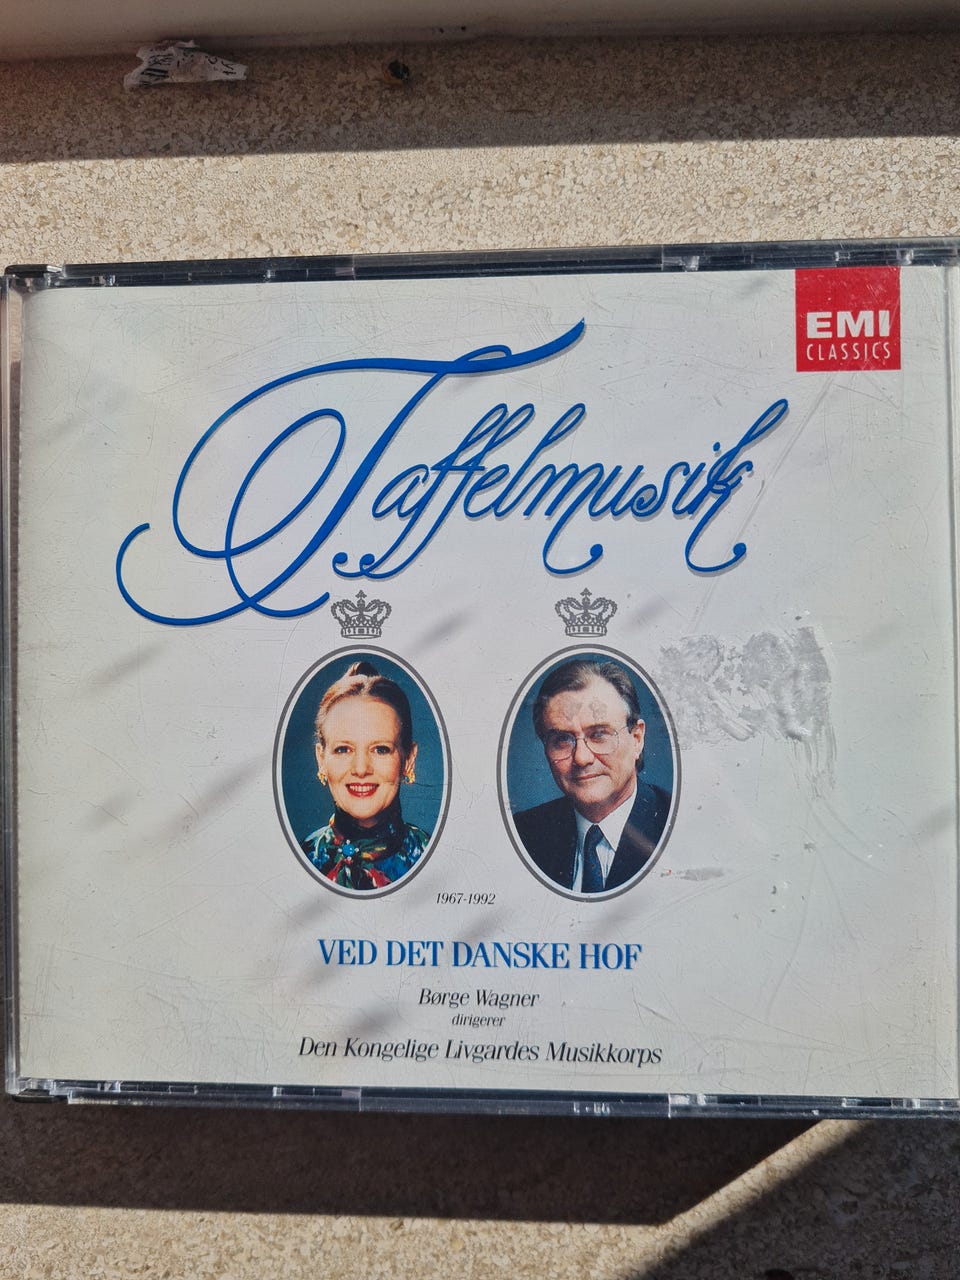 EMI
CLASSICS
Taffelmusik
1967-1992
VED DET DANSKE HOF
Børge Wagner
dirigerer
Den Kongelige Livgardes Musikkorps